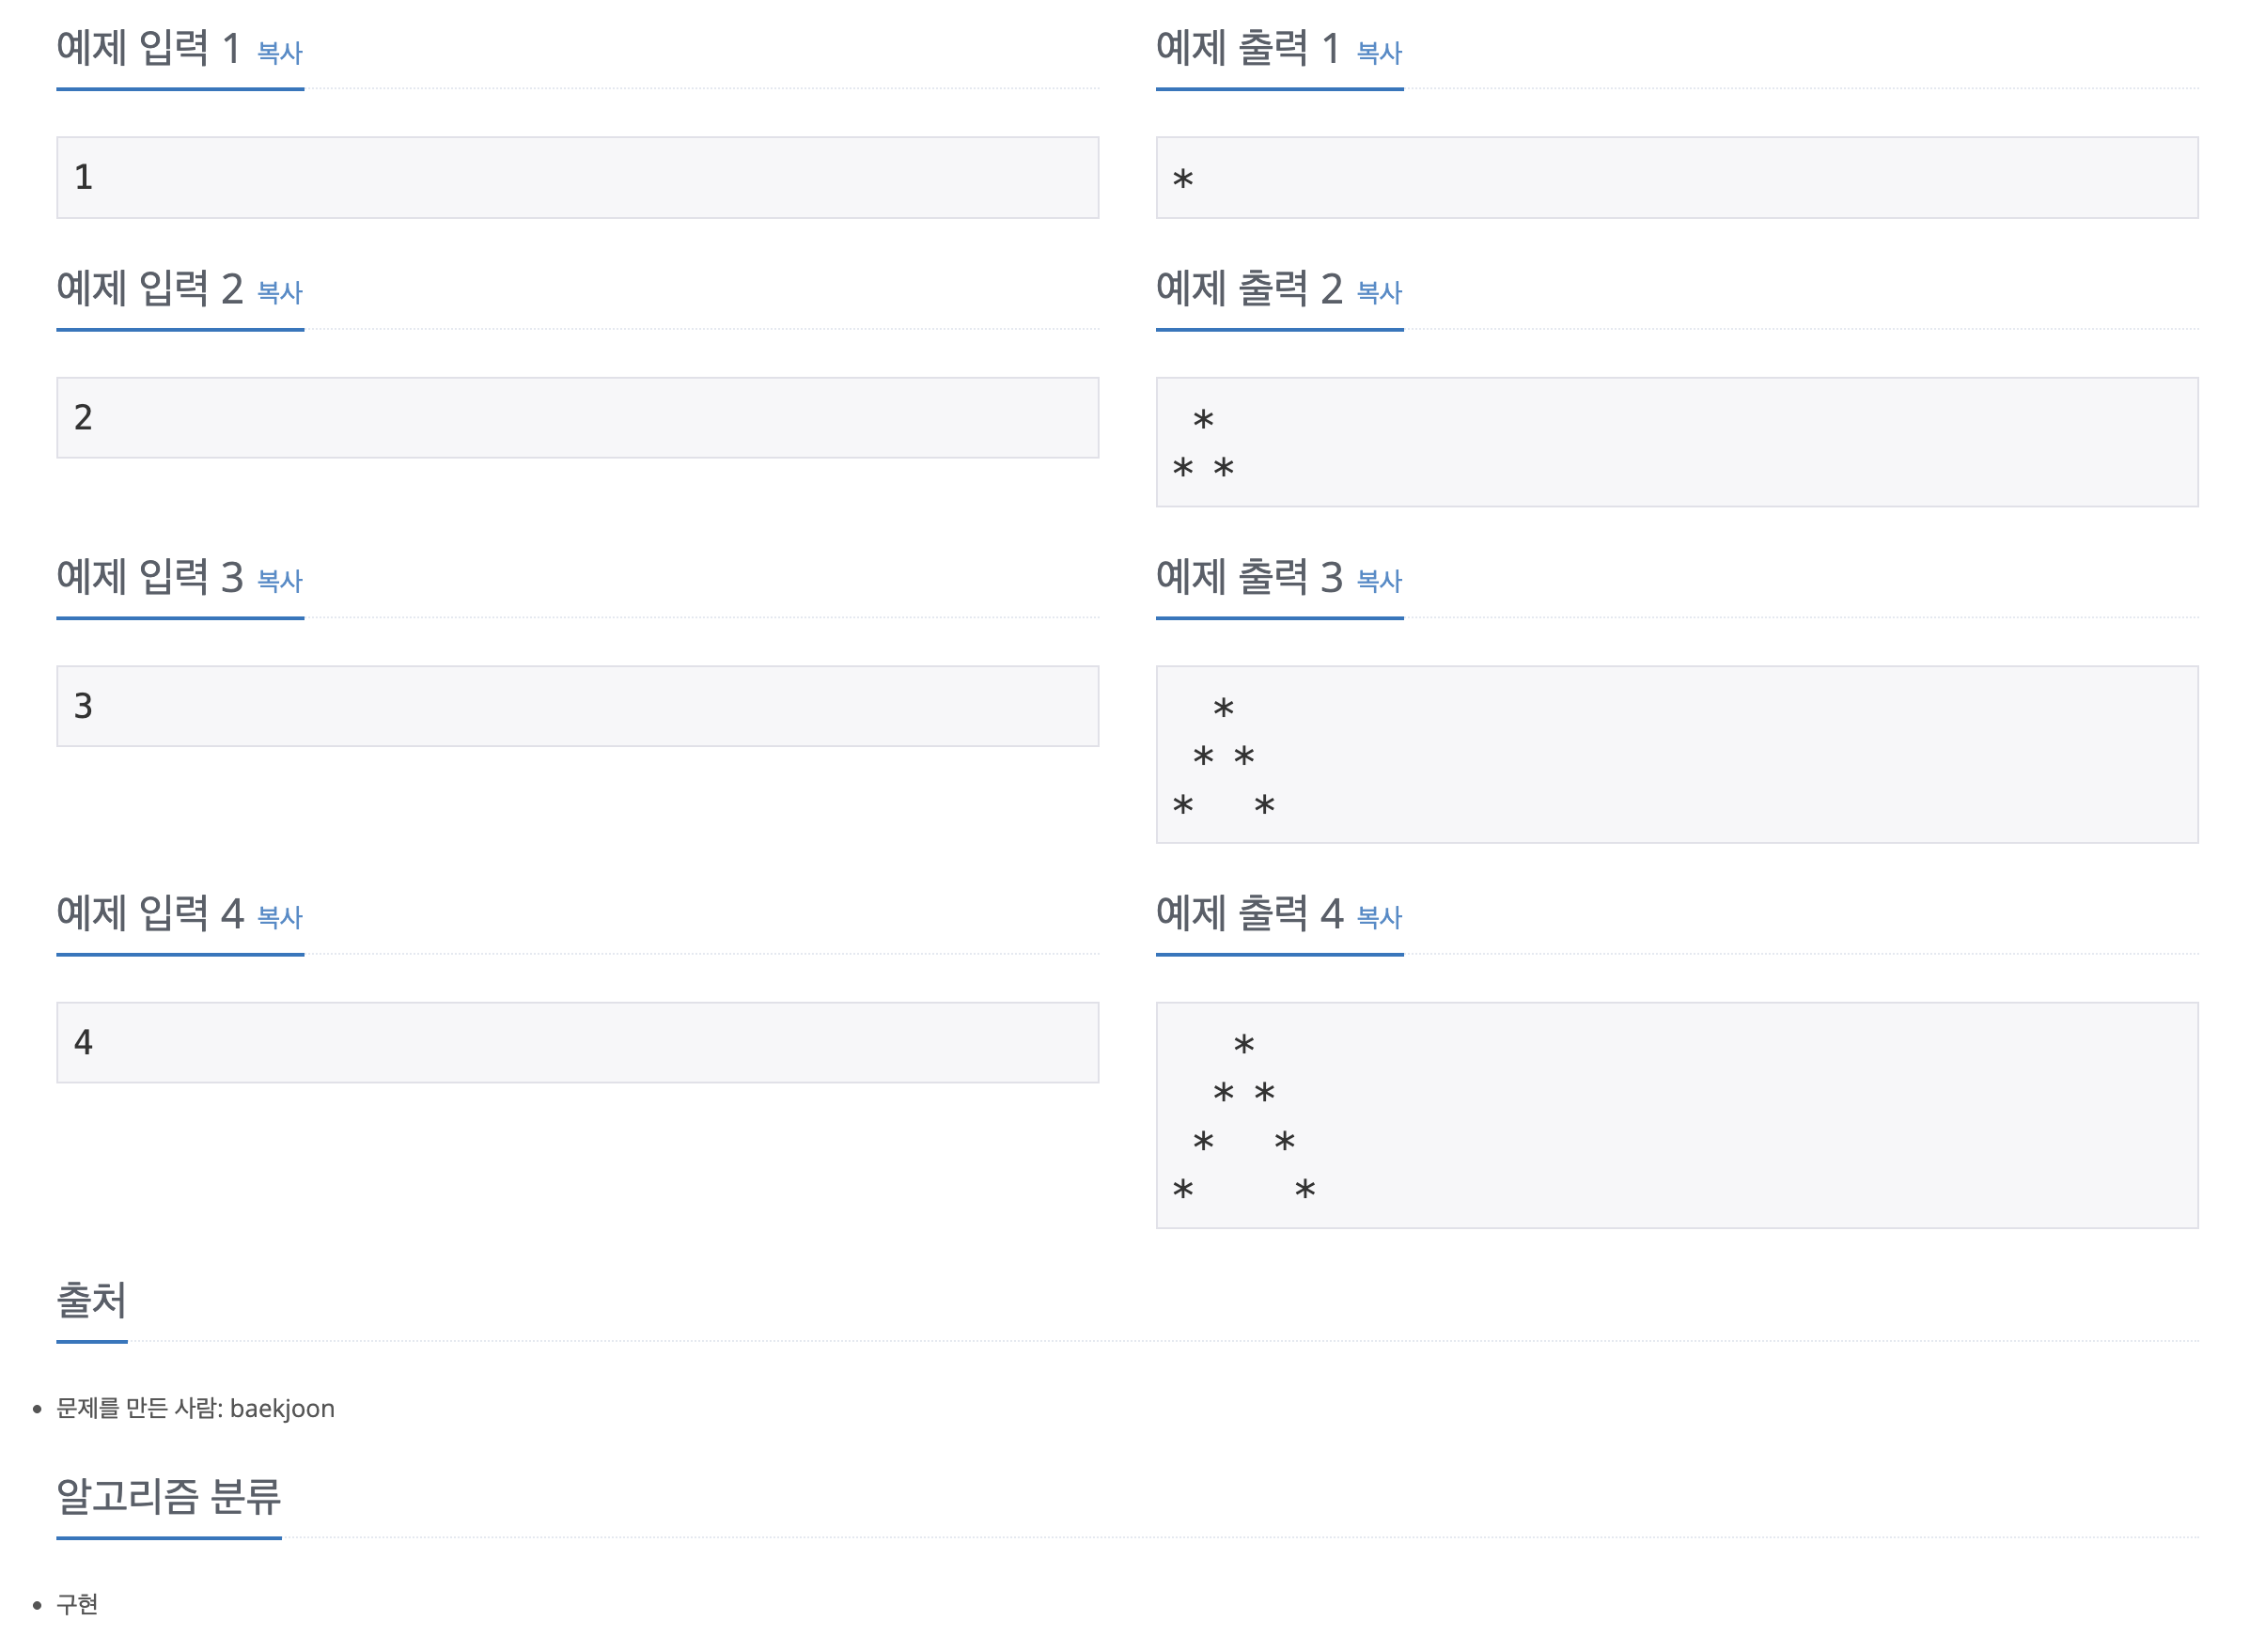 예제 입력 1 복사
1
예제 출력 1 복사
*
예제 입력 2 복사
2
예제 출력 2 복사
 *
* *
예제 입력 3 복사
3
예제 출력 3 복사
  *
 * *
*   *
예제 입력 4 복사
4
예제 출력 4 복사
   *
  * *
 *   *
*     *
출처
• 문제를 만든 사람: baekjoon
알고리즘 분류
• 구현